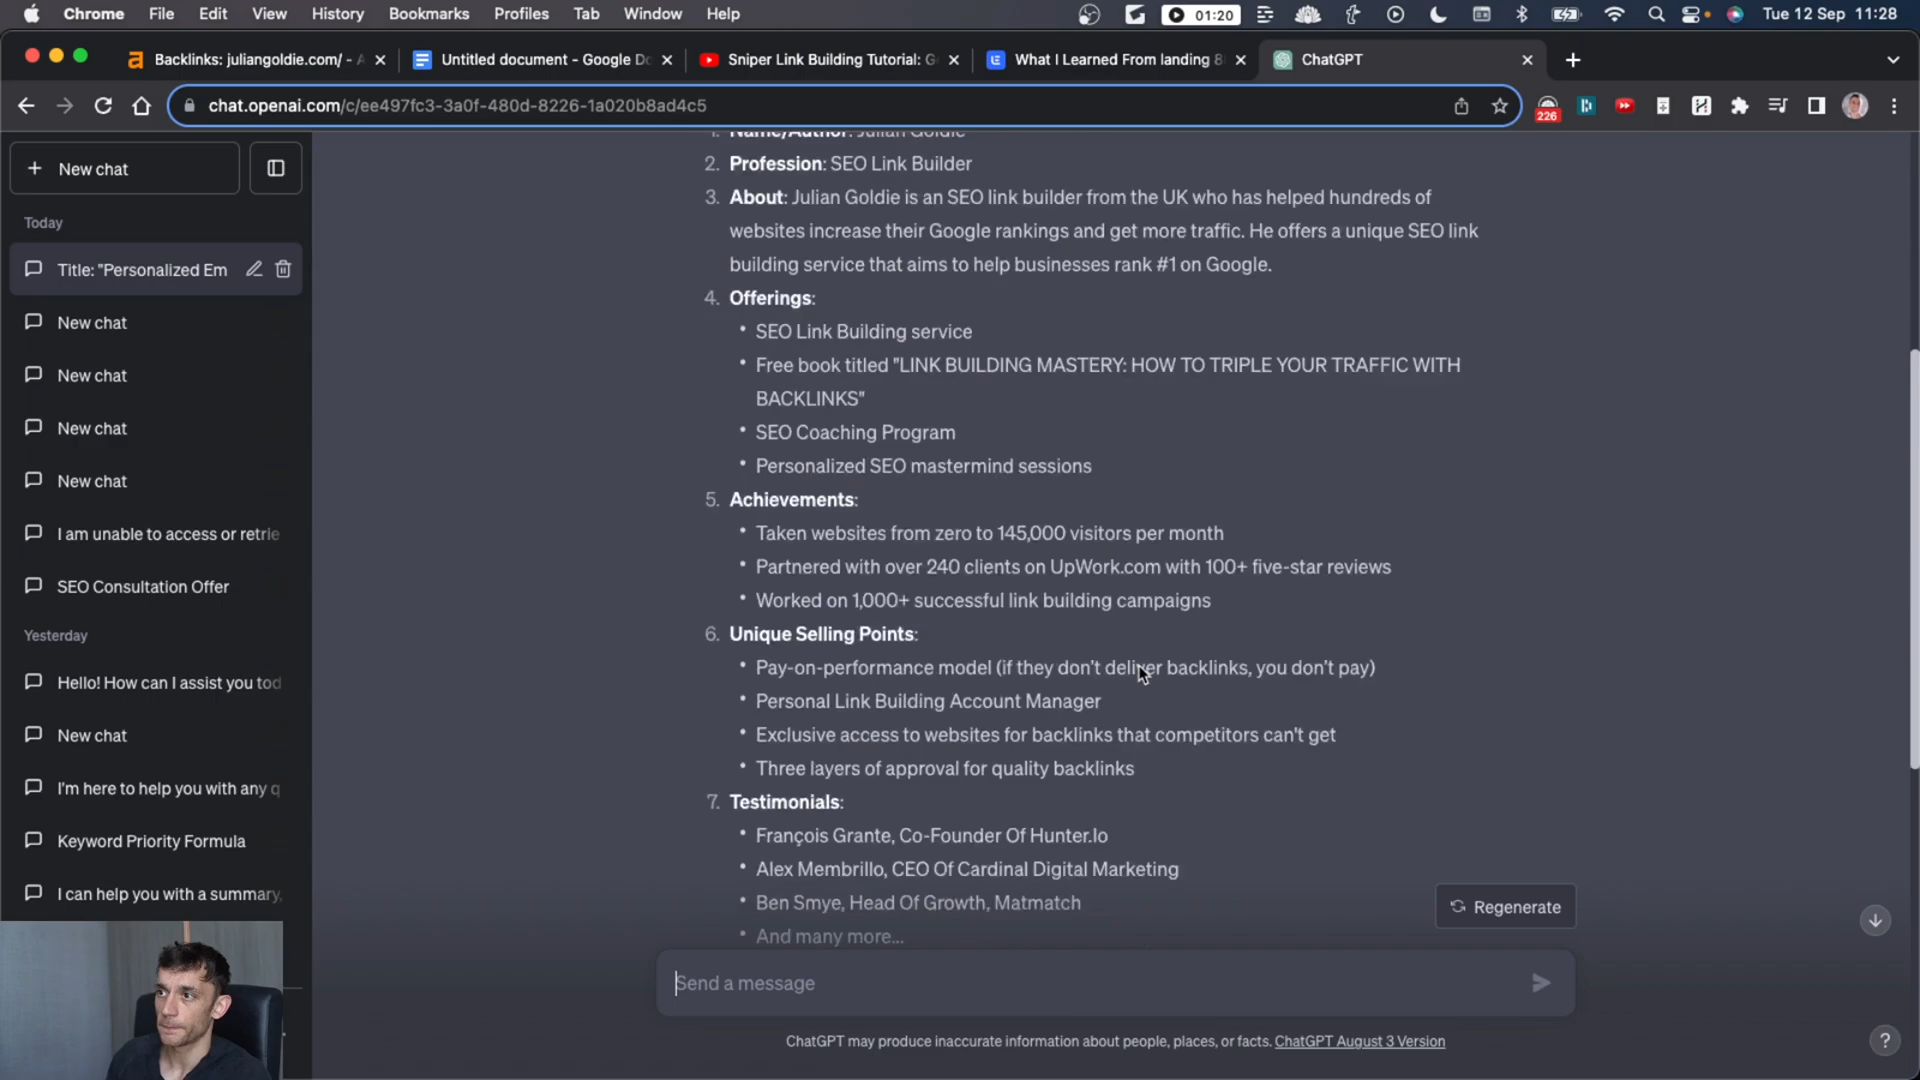 Chrome File Edit View History Bookmarks Profiles Tab Window Help 01:20 Tue 12 Sep 11:28
Backlinks: juliangoldie.com/ - A Untitled document - Google Do Sniper Link Building Tutorial: G What I Learned From landing 8 ChatGPT
chat.openai.com/c/ee497fc3-3a0f-480d-8226-1a020b8ad4c5 226
New chat
Today
Title: "Personalized Em
New chat
New chat
New chat
New chat
I am unable to access or retrie
SEO Consultation Offer
Yesterday
Hello! How can I assist you tod
New chat
I'm here to help you with any q
Keyword Priority Formula
I can help you with a summary,
1. Name/Author: Julian Goldie
2. Profession: SEO Link Builder
3. About: Julian Goldie is an SEO link builder from the UK who has helped hundreds of
websites increase their Google rankings and get more traffic. He offers a unique SEO link
building service that aims to help businesses rank #1 on Google.
4. Offerings:
• SEO Link Building service
• Free book titled "LINK BUILDING MASTERY: HOW TO TRIPLE YOUR TRAFFIC WITH
BACKLINKS"
• SEO Coaching Program
• Personalized SEO mastermind sessions
5. Achievements:
• Taken websites from zero to 145,000 visitors per month
• Partnered with over 240 clients on UpWork.com with 100+ five-star reviews
• Worked on 1,000+ successful link building campaigns
6. Unique Selling Points:
• Pay-on-performance model (if they don't deliver backlinks, you don't pay)
• Personal Link Building Account Manager
• Exclusive access to websites for backlinks that competitors can't get
• Three layers of approval for quality backlinks
7. Testimonials:
• François Grante, Co-Founder Of Hunter.Io
• Alex Membrillo, CEO Of Cardinal Digital Marketing
• Ben Smye, Head Of Growth, Matmatch
• And many more...
Regenerate
Send a message
ChatGPT may produce inaccurate information about people, places, or facts. ChatGPT August 3 Version
?